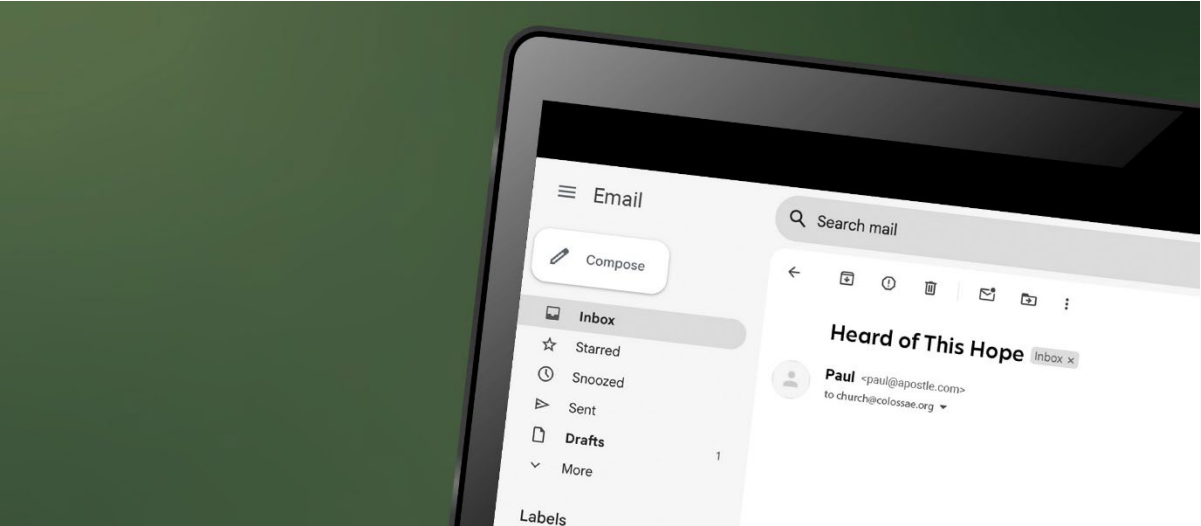 Email
Search mail
Compose
Inbox
Starred
Snoozed
Sent
Drafts 1
More
Labels
Heard of This Hope Inbox ×
Paul <paul@apostle.com>
to church@colossae.org